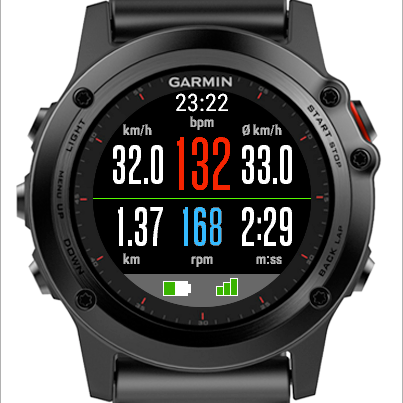 GARMIN
23:22
bpm
km/h Ø km/h
32.0 132 33.0
1.37 168 2:29
km rpm m:ss
LIGHT
MENU UP
DOWN
START STOP
BACK LAP
30